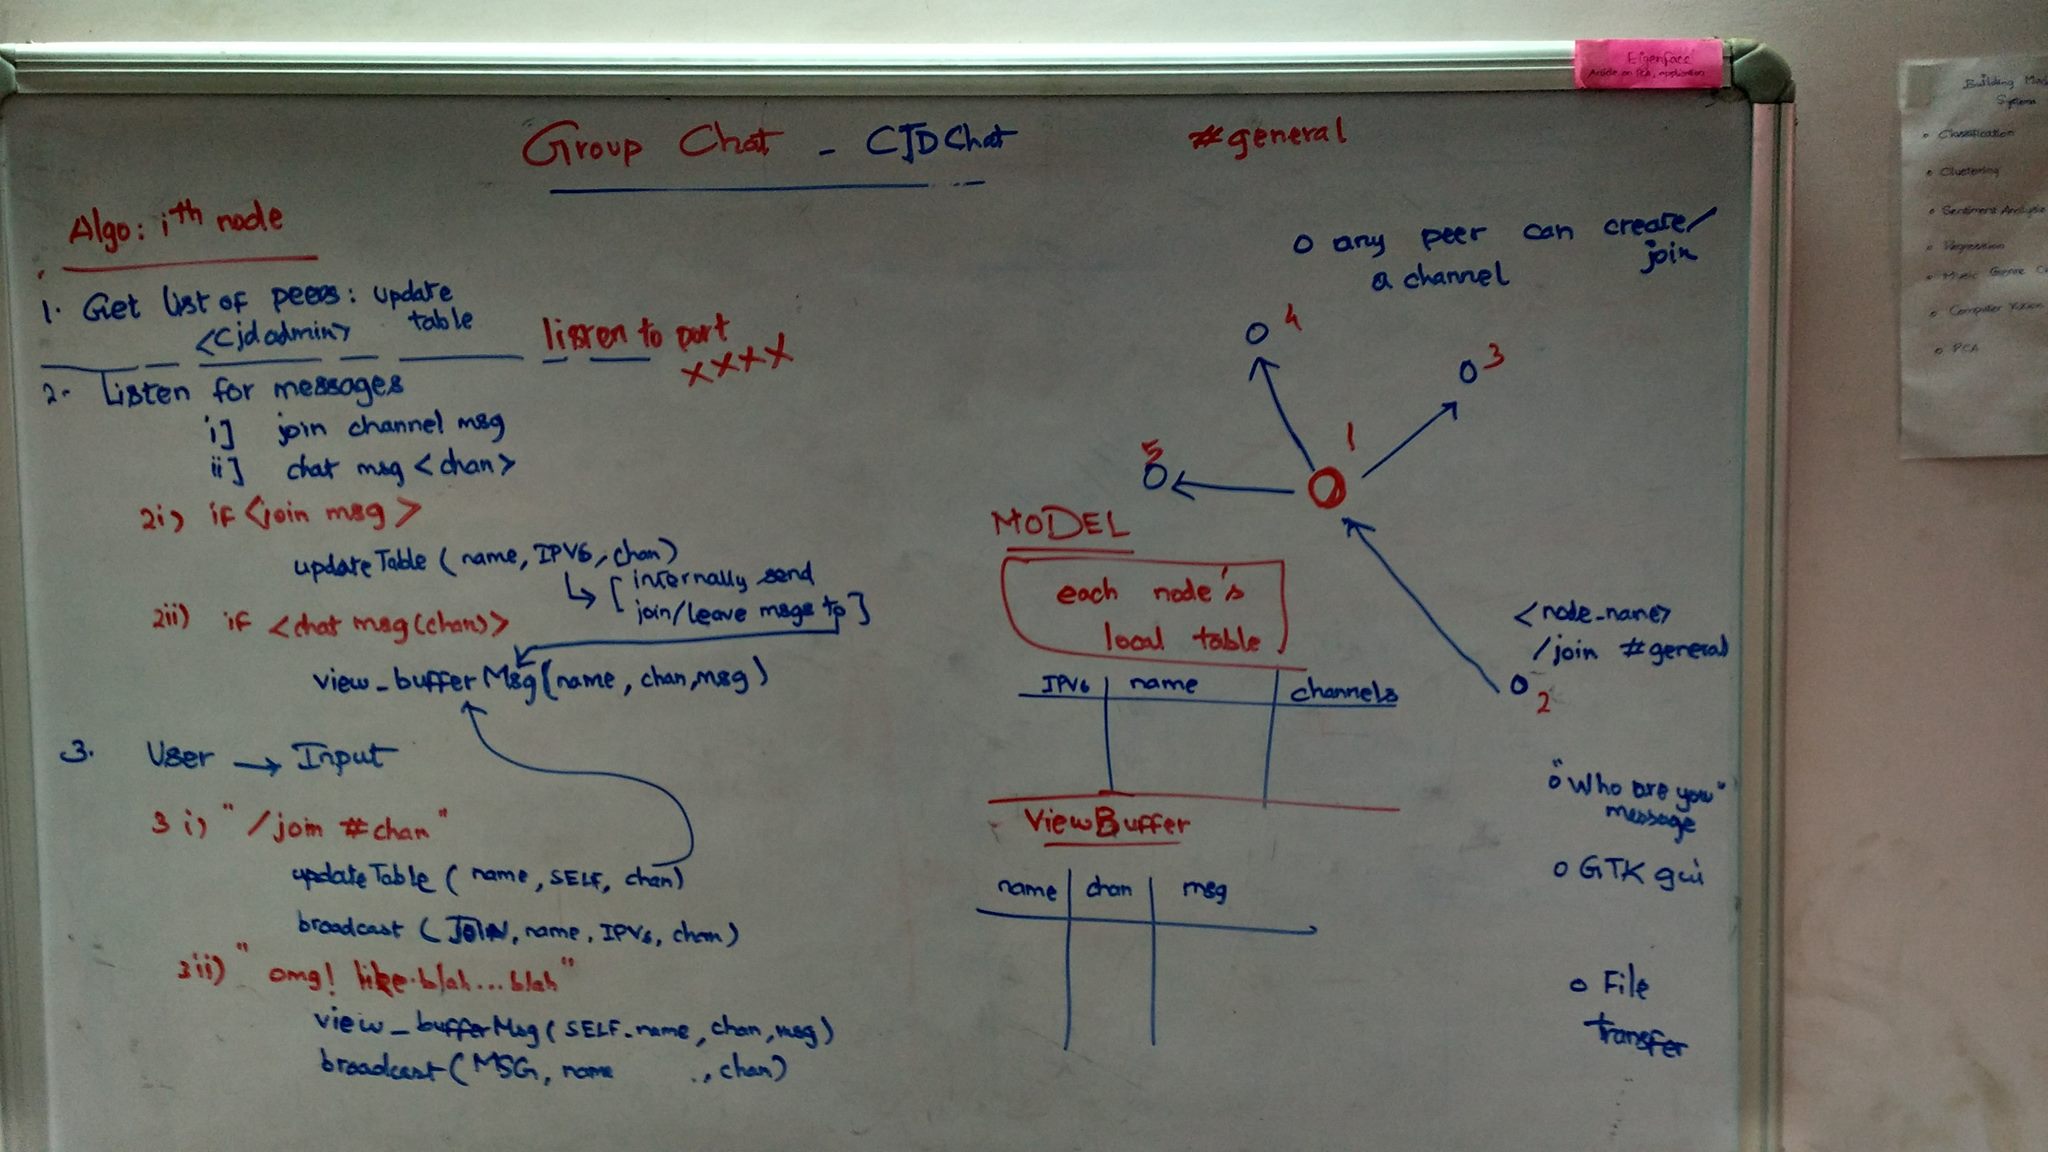 Eigenface
Article on PCA, application
Group Chat - CJDChat
#general
Algo: ith node
1. Get list of peers: update table
<cjdadmin>
listen to port
XXXX
2. Listen for messages
i] join channel msg
ii] chat msg <chan>
2i) if <join msg>
updateTable (name, IPV6, chan)
[internally send
join/leave msgs to]
2ii) if <chat msg(chan)>
view_bufferMsg(name, chan, msg)
3. User → Input
3 i) "/join #chan"
updateTable ( name, SELF, chan)
broadcast (JOIN, name, IPV6, chan)
3ii) "omg! like blah...blah"
view_bufferMsg(SELF.name, chan, msg)
broadcast(MSG, name , chan)
o any peer can create/
join
a channel
4
3
5
1
2
<node_name>
/join #general
MODEL
each node's
local table
IPV6 name channels
ViewBuffer
name chan msg
o "Who are you"
message
o GTK gui
o File
transfer
Building
Systems
Classification
Clustering
Sentiment Analysis
Regression
Music Genre
Computer Vision
PCA